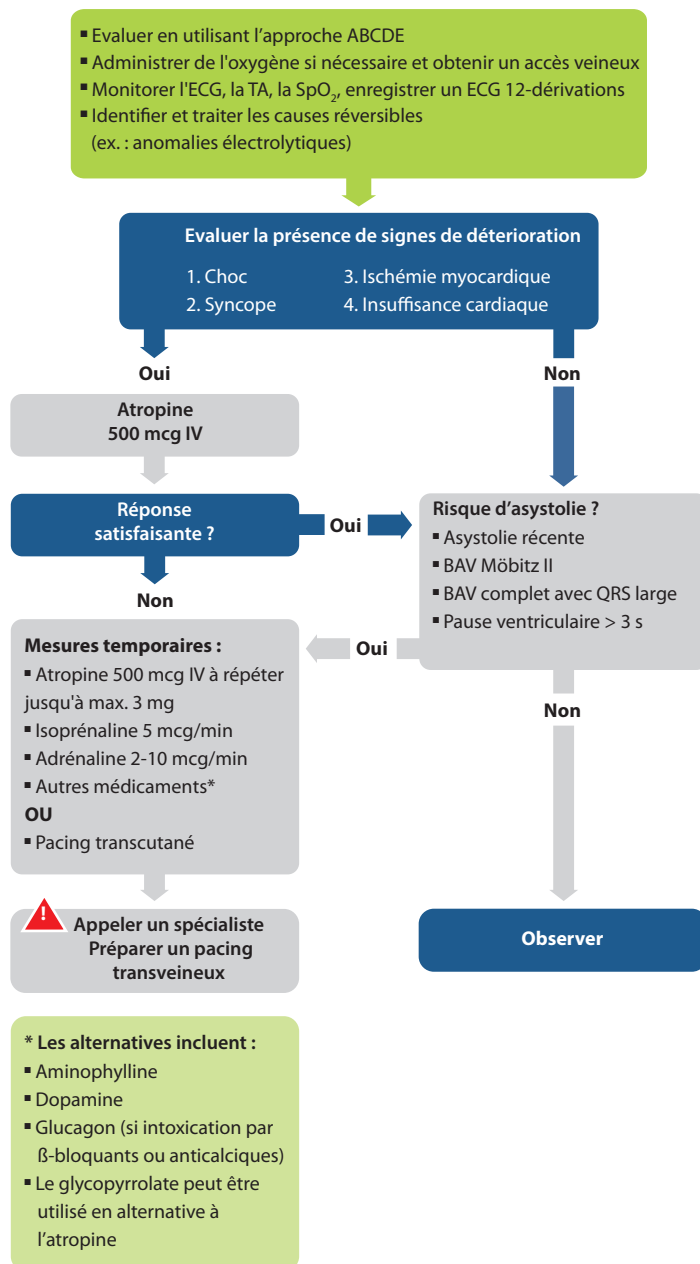 ▪ Evaluer en utilisant l'approche ABCDE
▪ Administrer de l'oxygène si nécessaire et obtenir un accès veineux
▪ Monitorer l'ECG, la TA, la SpO₂, enregistrer un ECG 12-dérivations
▪ Identifier et traiter les causes réversibles
(ex. : anomalies électrolytiques)
Evaluer la présence de signes de déterioration
1. Choc
2. Syncope
3. Ischémie myocardique
4. Insuffisance cardiaque
Oui
Non
Atropine
500 mcg IV
Réponse
satisfaisante ?
Oui
Risque d'asystolie ?
▪ Asystolie récente
▪ BAV Möbitz II
▪ BAV complet avec QRS large
▪ Pause ventriculaire > 3 s
Non
Oui
Mesures temporaires :
▪ Atropine 500 mcg IV à répéter
jusqu'à max. 3 mg
▪ Isoprénaline 5 mcg/min
▪ Adrénaline 2-10 mcg/min
▪ Autres médicaments*
OU
▪ Pacing transcutané
Non
!
Appeler un spécialiste
Préparer un pacing
transveineux
Observer
* Les alternatives incluent :
▪ Aminophylline
▪ Dopamine
▪ Glucagon (si intoxication par
ß-bloquants ou anticalciques)
▪ Le glycopyrrolate peut être
utilisé en alternative à
l'atropine